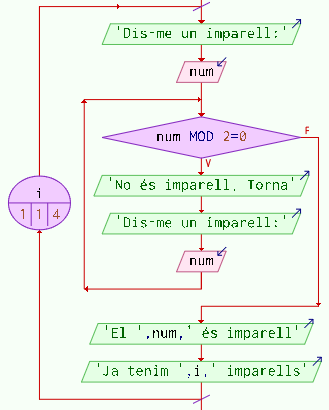 'Dis-me un imparell:'
num
num MOD 2=0
F
V
i
1 1 4
'No és imparell, Torna'
'Dis-me un imparell:'
num
'El ',num,' és imparell'
'Ja tenim ',i,' imparells'